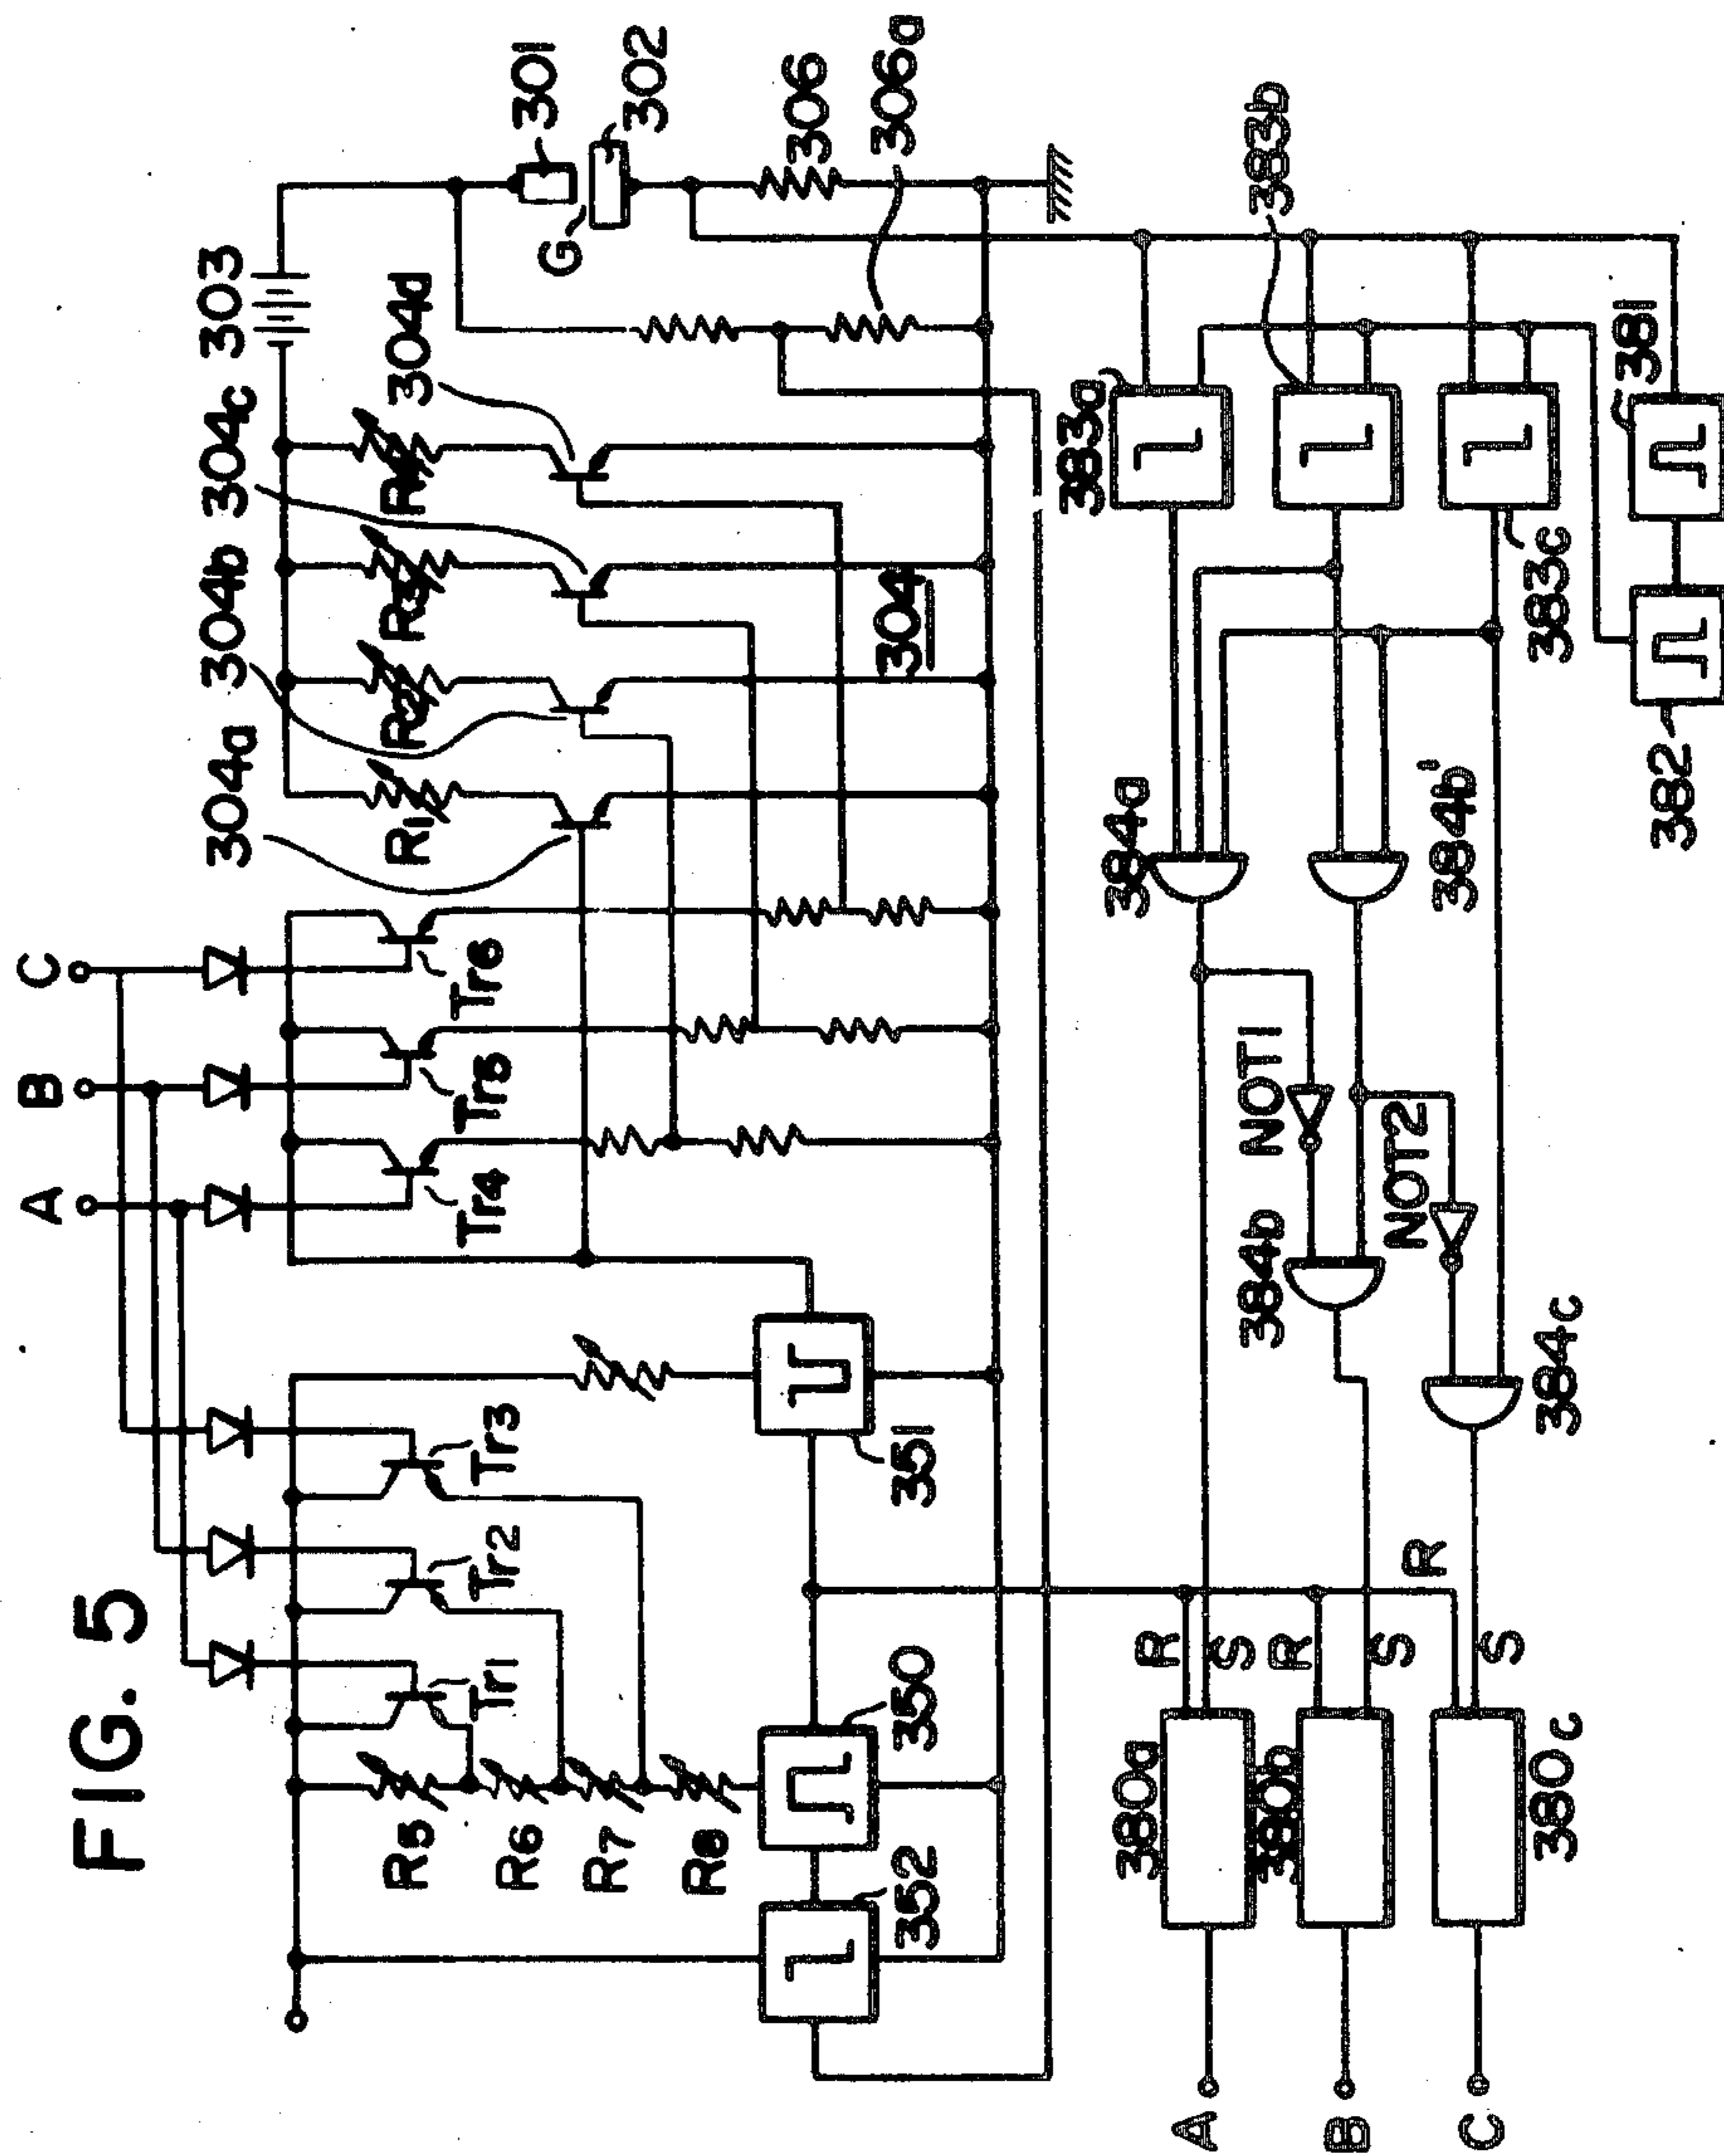 FIG. 5
A
B
C
303
301
302
G
306
306a
304a
304b
304c
304d
R1
R2
R3
R4
304
Tr1
Tr2
Tr3
Tr4
Tr5
Tr6
R5
R6
R7
R8
352
350
351
383a
383b
383c
381
382
384a
384b'
NOT1
NOT2
384b
384c
R
S
R
S
R
S
380a
380b
380c
A
B
C